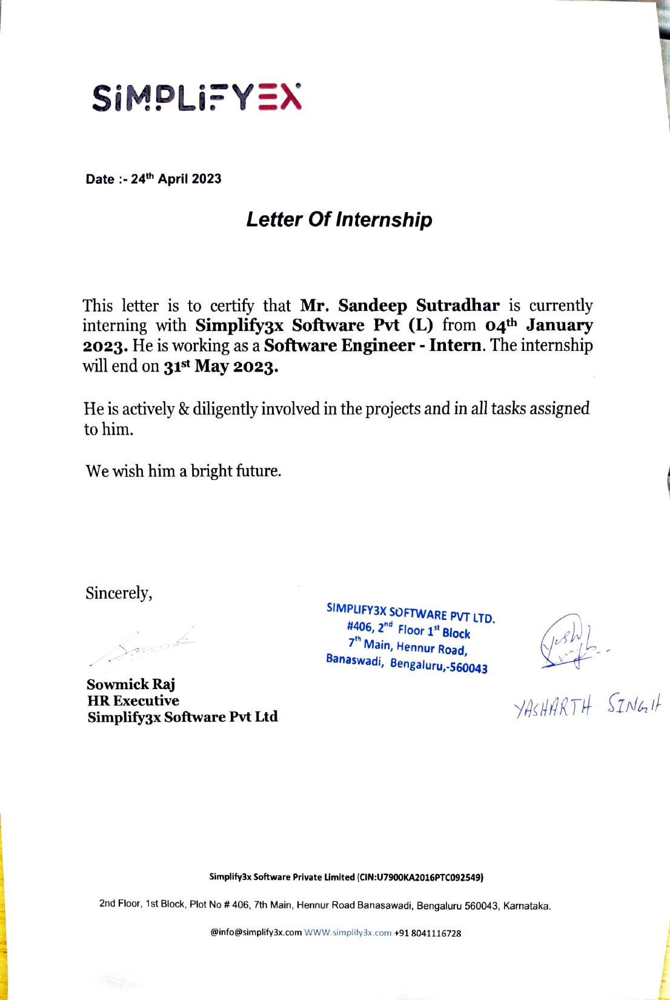 SiMPLiFY3X
Date :- 24th April 2023
Letter Of Internship
This letter is to certify that Mr. Sandeep Sutradhar is currently
interning with Simplify3x Software Pvt (L) from 04th January
2023. He is working as a Software Engineer - Intern. The internship
will end on 31st May 2023.
He is actively & diligently involved in the projects and in all tasks assigned
to him.
We wish him a bright future.
Sincerely,
SIMPLIFY3X SOFTWARE PVT LTD.
#406, 2nd Floor 1st Block
7th Main, Hennur Road,
Banaswadi, Bengaluru,-560043
Sowmick Raj
HR Executive
Simplify3x Software Pvt Ltd
YASHARTH SINGH
Simplify3x Software Private Limited (CIN:U7900KA2016PTC092549)
2nd Floor, 1st Block, Plot No # 406, 7th Main, Hennur Road Banasawadi, Bengaluru 560043, Karnataka.
@info@simplify3x.com WWW.simplify3x.com +91 8041116728